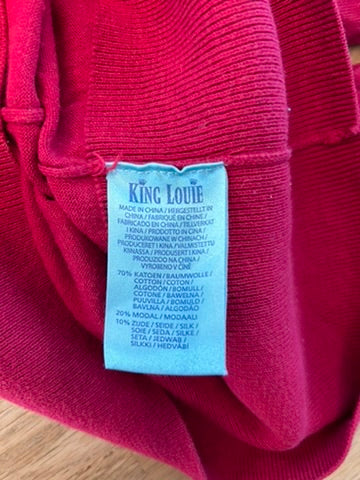 KING LOUIE
MADE IN CHINA / HERGESTELLT IN
CHINA / FABRIQUÉ EN CHINE /
FABRICADO EN CHINA / TILLVERKAT
I KINA / PRODOTTO IN CINA /
PRODUKOWANE W CHINACH /
PRODUCERET I KINA / VALMISTETTU
KIINASSA / PRODUSERT I KINA /
PRODUZIDO NA CHINA /
VYROBENO V ČÍNĚ
70% KATOEN / BAUMWOLLE /
COTTON / COTON /
ALGODÓN / BOMULL /
COTONE / BAWEŁNA /
PUUVILLA / BOMULD /
BAVLNA / ALGODÃO
20% MODAL / MODAALI
10% ZIJDE / SEIDE / SILK /
SOIE / SEDA / SILKE /
SETA / JEDWAB /
SILKKI / HEDVÁBÍ